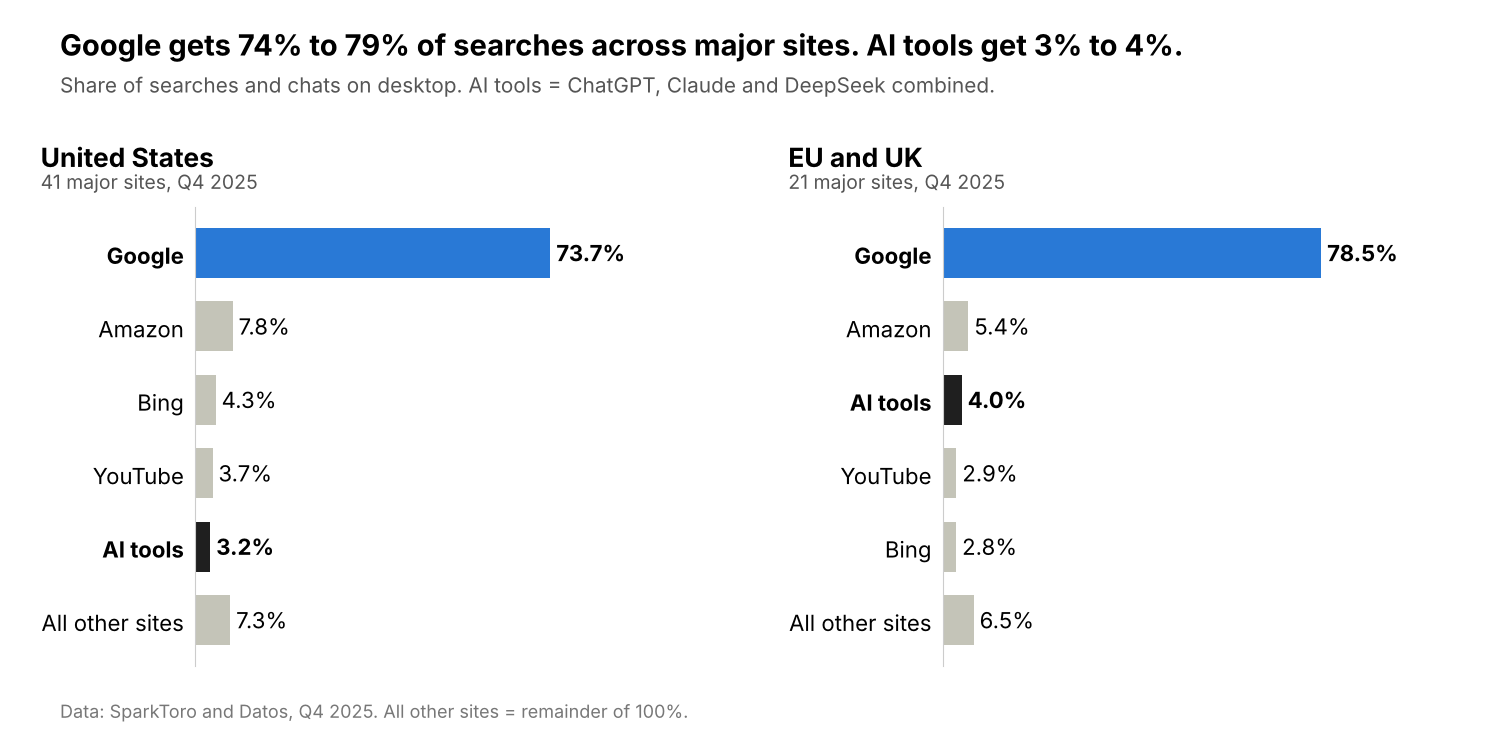 Google gets 74% to 79% of searches across major sites. AI tools get 3% to 4%.
Share of searches and chats on desktop. AI tools = ChatGPT, Claude and DeepSeek combined.
United States
41 major sites, Q4 2025
Google 73.7%
Amazon 7.8%
Bing 4.3%
YouTube 3.7%
AI tools 3.2%
All other sites 7.3%
EU and UK
21 major sites, Q4 2025
Google 78.5%
Amazon 5.4%
AI tools 4.0%
YouTube 2.9%
Bing 2.8%
All other sites 6.5%
Data: SparkToro and Datos, Q4 2025. All other sites = remainder of 100%.